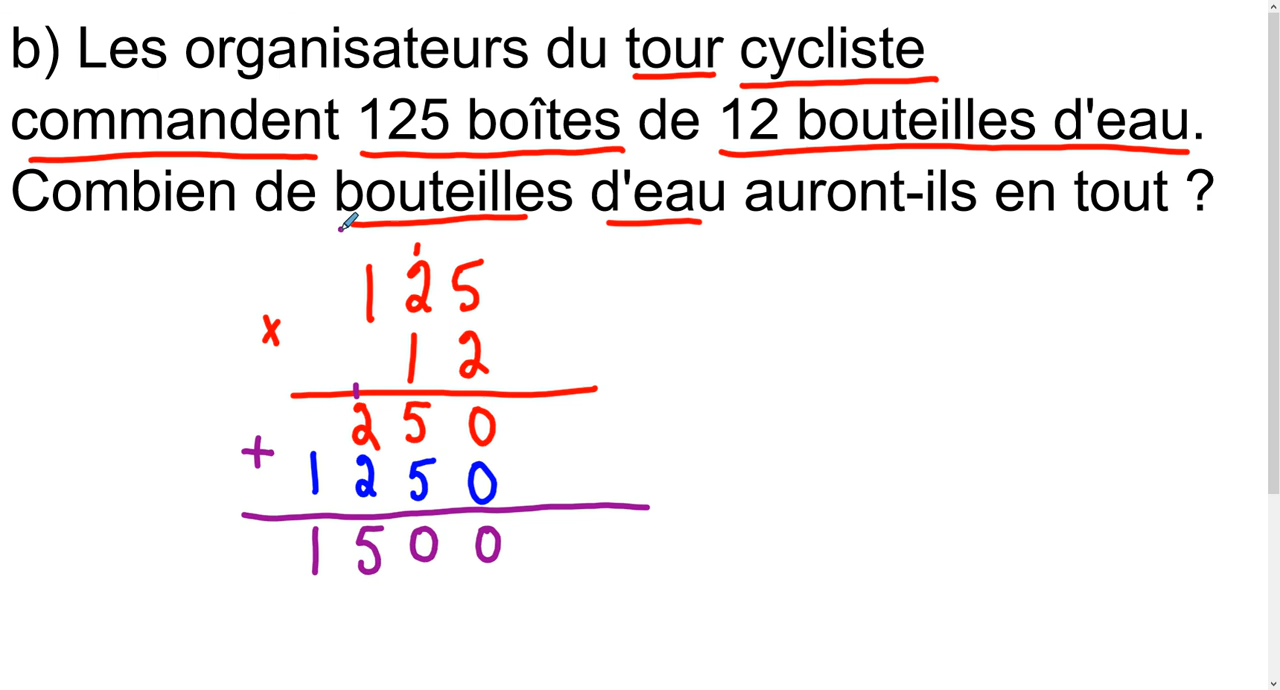 b) Les organisateurs du tour cycliste
commandent 125 boîtes de 12 bouteilles d'eau.
Combien de bouteilles d'eau auront-ils en tout ?
1
125
x 12
1
250
+ 1250
1500